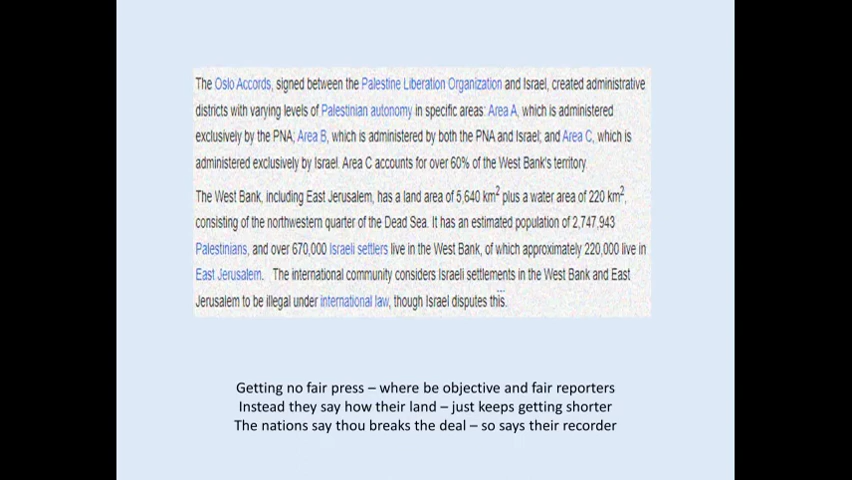 The Oslo Accords, signed between the Palestine Liberation Organization and Israel, created administrative
districts with varying levels of Palestinian autonomy in specific areas: Area A, which is administered
exclusively by the PNA; Area B, which is administered by both the PNA and Israel; and Area C, which is
administered exclusively by Israel. Area C accounts for over 60% of the West Bank's territory.
The West Bank, including East Jerusalem, has a land area of 5,640 km² plus a water area of 220 km²,
consisting of the northwestern quarter of the Dead Sea. It has an estimated population of 2,747,943
Palestinians, and over 670,000 Israeli settlers live in the West Bank, of which approximately 220,000 live in
East Jerusalem. The international community considers Israeli settlements in the West Bank and East
Jerusalem to be illegal under international law, though Israel disputes this.
Getting no fair press – where be objective and fair reporters
Instead they say how their land – just keeps getting shorter
The nations say thou breaks the deal – so says their recorder